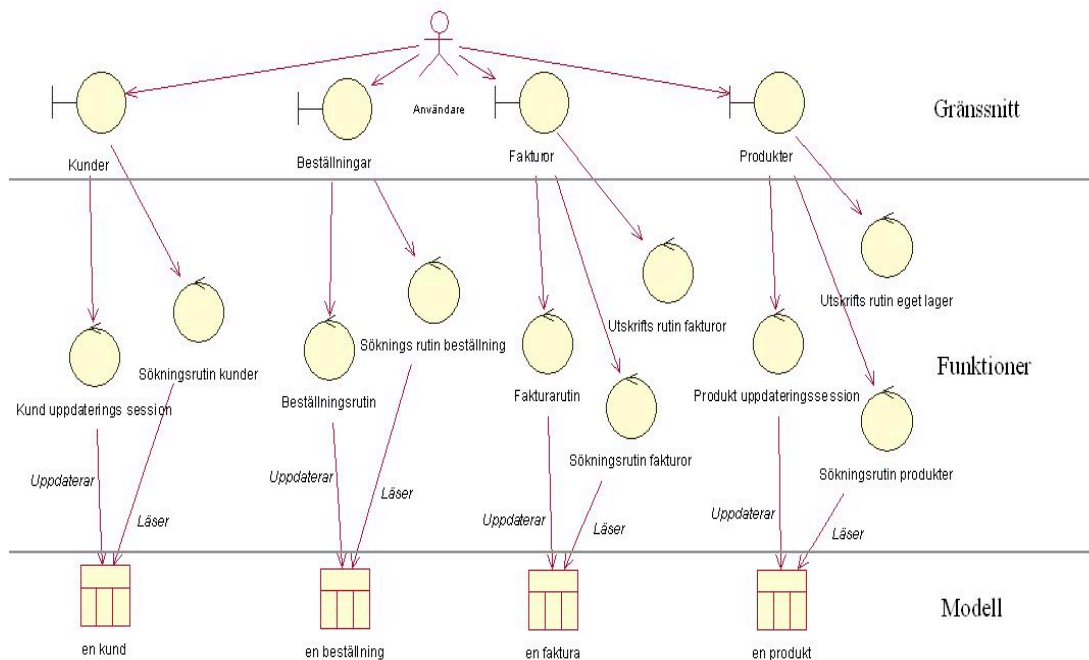 Användare
Gränssnitt
Kunder
Beställningar
Fakturor
Produkter
Utskrifts rutin eget lager
Utskrifts rutin fakturor
Söknings rutin beställning
Sökningsrutin kunder
Funktioner
Kund uppdaterings session
Beställningsrutin
Fakturarutin
Produkt uppdateringssession
Sökningsrutin fakturor
Sökningsrutin produkter
Uppdaterar
Läser
Uppdaterar
Läser
Uppdaterar
Läser
Uppdaterar
Läser
Modell
en kund
en beställning
en faktura
en produkt